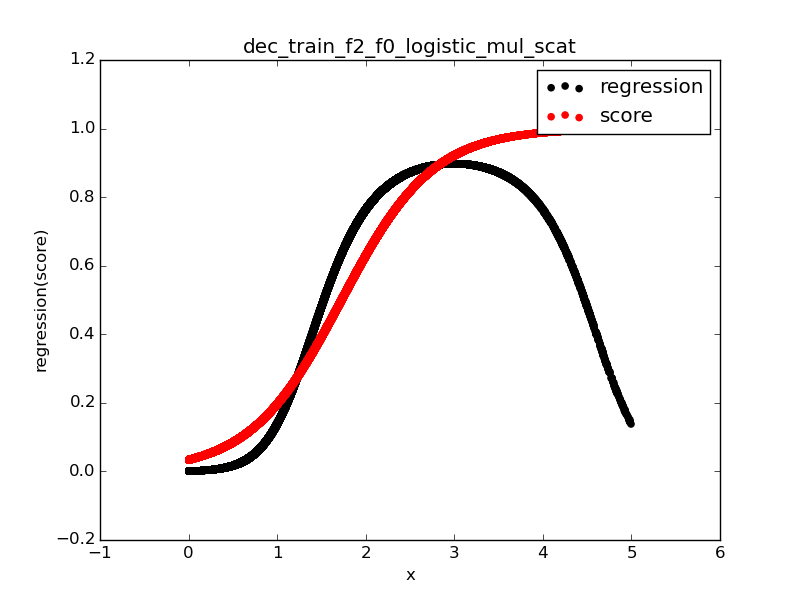 dec_train_f2_f0_logistic_mul_scat
regression
score
regression(score)
1.2
1.0
0.8
0.6
0.4
0.2
0.0
−0.2
−1 0 1 2 3 4 5 6
x